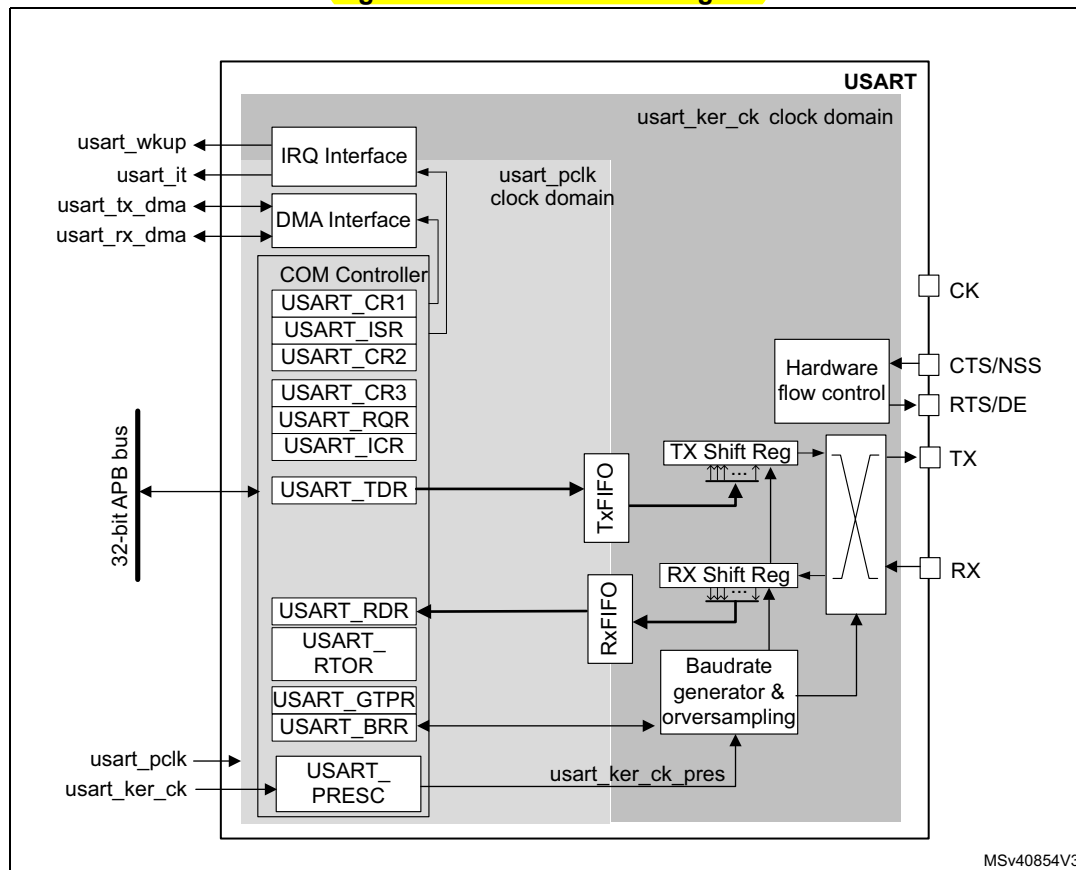 USART
usart_ker_ck clock domain
usart_wkup
IRQ Interface
usart_it
usart_pclk
clock domain
usart_tx_dma
DMA Interface
usart_rx_dma
COM Controller
USART_CR1
USART_ISR
USART_CR2
USART_CR3
USART_RQR
USART_ICR
USART_TDR
32-bit APB bus
TxFIFO
TX Shift Reg
...
Hardware
flow control
CK
CTS/NSS
RTS/DE
TX
RX
RX Shift Reg
...
RxFIFO
USART_RDR
USART_
RTOR
USART_GTPR
USART_BRR
Baudrate
generator &
orversampling
usart_pclk
usart_ker_ck
USART_
PRESC
usart_ker_ck_pres
MSv40854V3